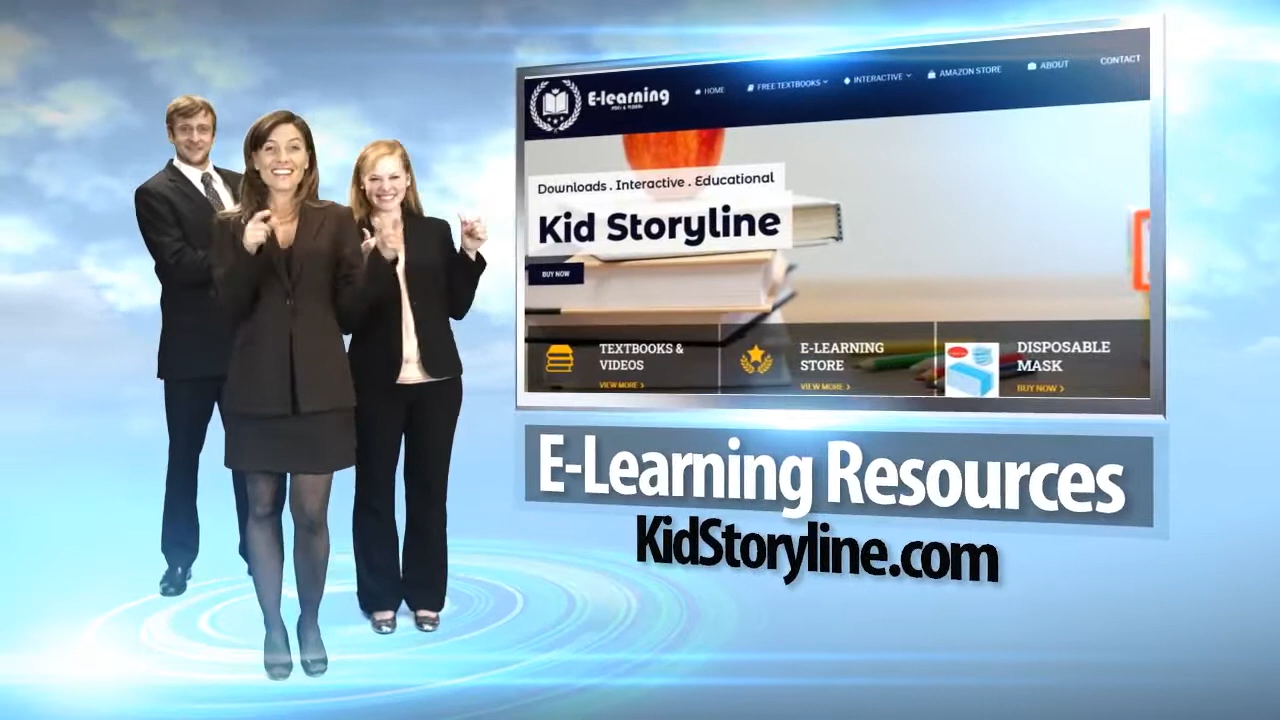 E-learning
HOME
FREE TEXTBOOKS
INTERACTIVE
AMAZON STORE
ABOUT
CONTACT
Downloads . Interactive . Educational
Kid Storyline
BUY NOW
TEXTBOOKS &
VIDEOS
VIEW MORE
E-LEARNING
STORE
VIEW MORE
DISPOSABLE
MASK
BUY NOW
E-Learning Resources
KidStoryline.com